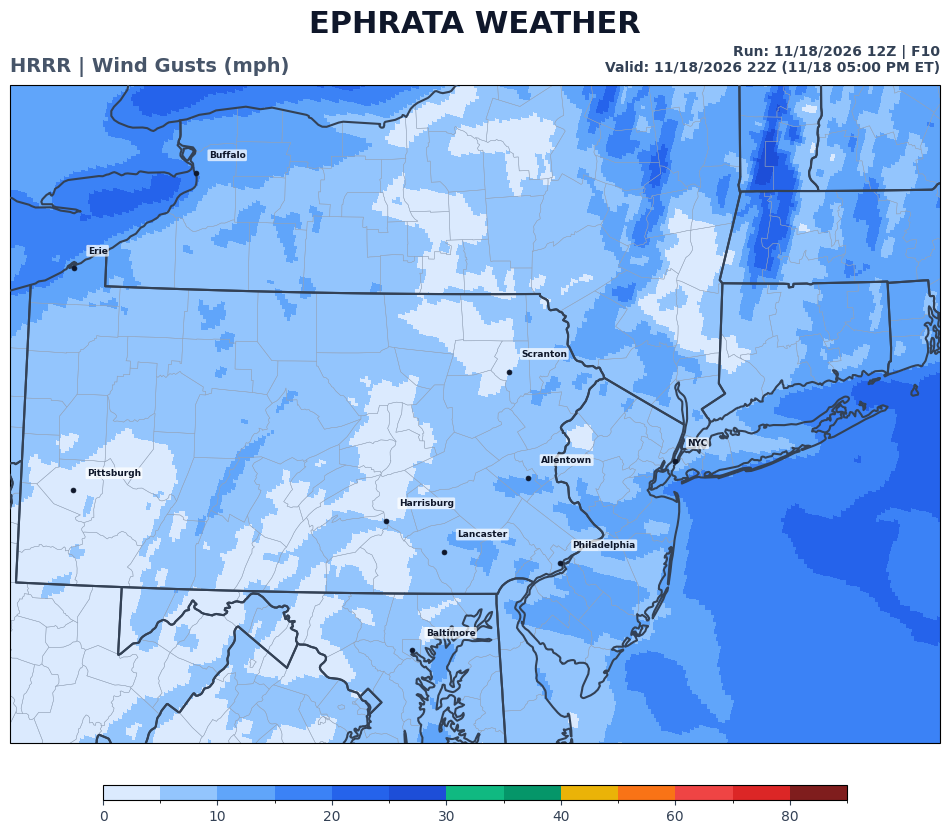 EPHRATA WEATHER
HRRR | Wind Gusts (mph)
Run: 11/18/2026 12Z | F10
Valid: 11/18/2026 22Z (11/18 05:00 PM ET)
Buffalo
Erie
Scranton
NYC
Allentown
Pittsburgh
Harrisburg
Lancaster
Philadelphia
Baltimore
0 10 20 30 40 50 60 70 80